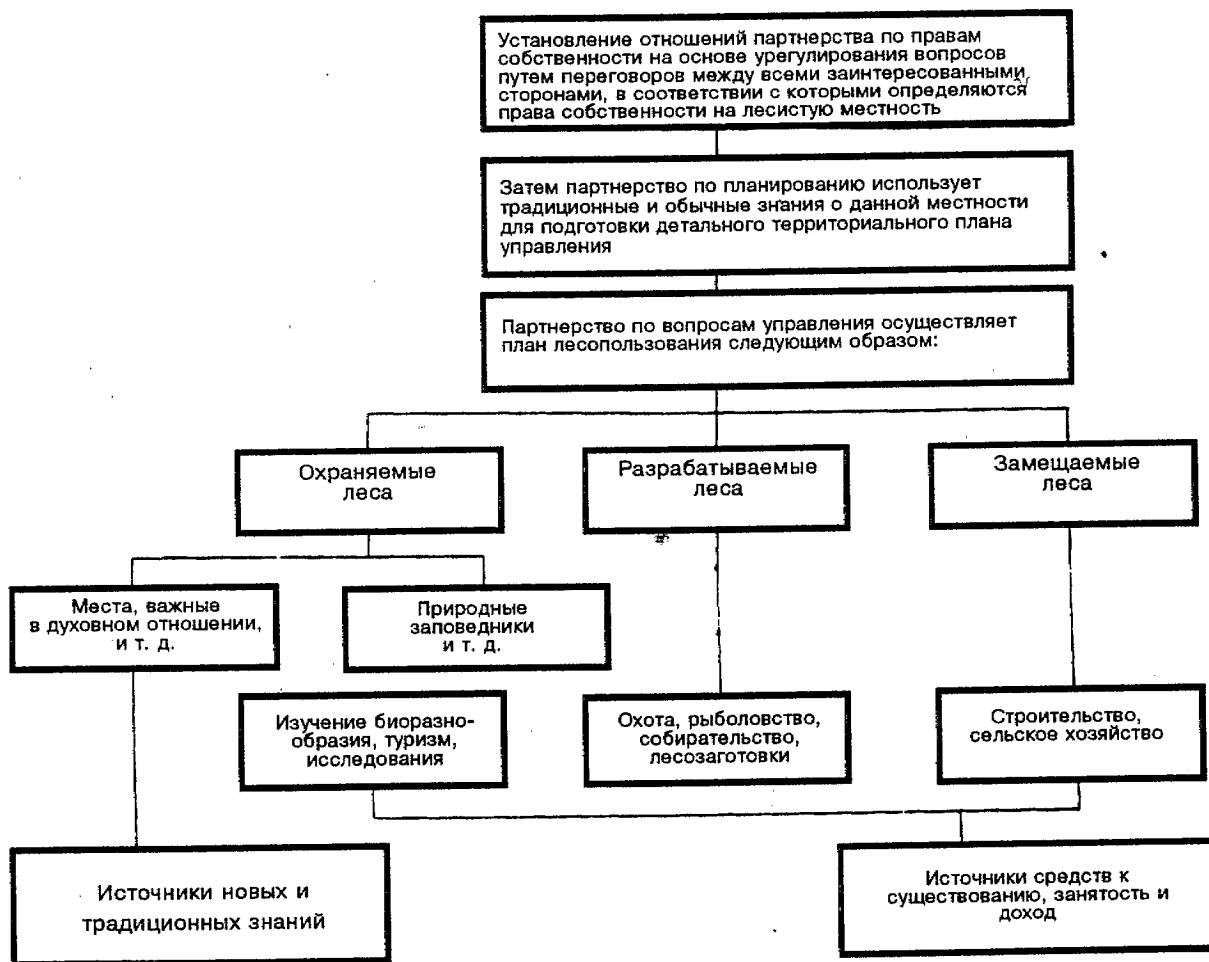 Установление отношений партнерства по правам
собственности на основе урегулирования вопросов
путем переговоров между всеми заинтересованными
сторонами, в соответствии с которыми определяются
права собственности на лесистую местность
Затем партнерство по планированию использует
традиционные и обычные знания о данной местности
для подготовки детального территориального плана
управления
Партнерство по вопросам управления осуществляет
план лесопользования следующим образом:
Охраняемые
леса
Разрабатываемые
леса
Замещаемые
леса
Места, важные
в духовном отношении,
и т. д.
Природные
заповедники
и т. д.
Изучение биоразно-
образия, туризм,
исследования
Охота, рыболовство,
собирательство,
лесозаготовки
Строительство,
сельское хозяйство
Источники новых и
традиционных знаний
Источники средств к
существованию, занятость и
доход